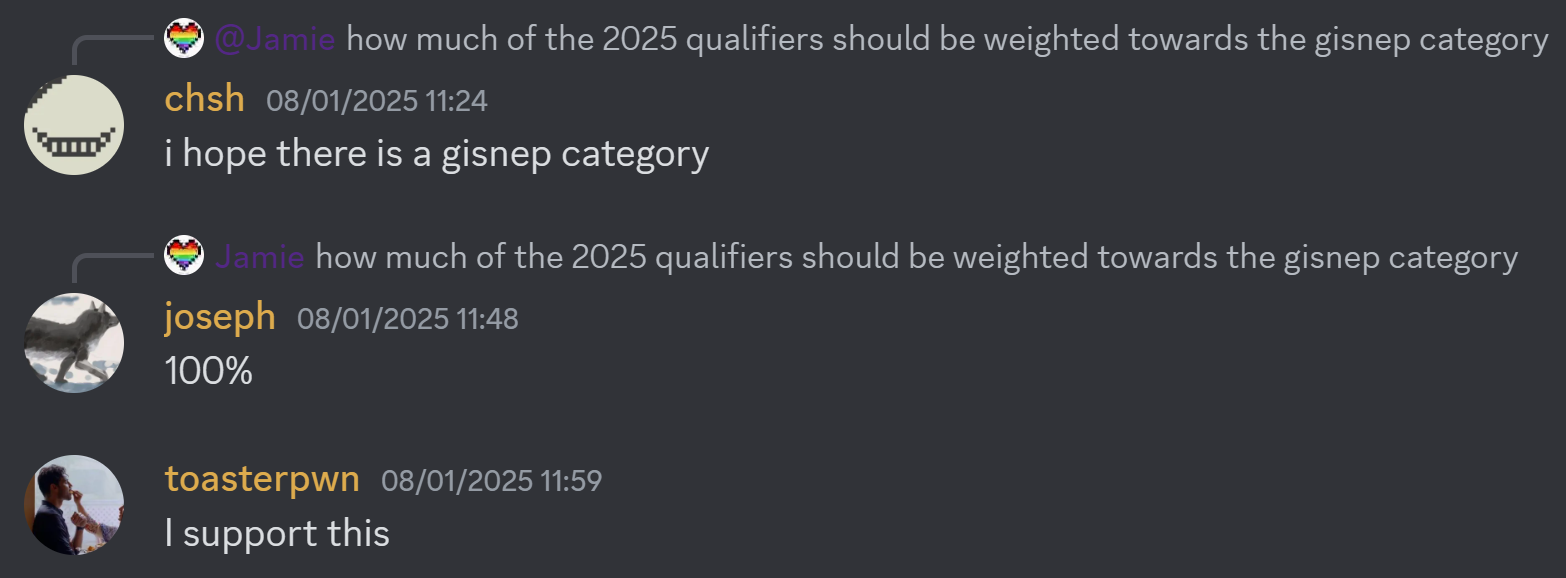 @Jamie how much of the 2025 qualifiers should be weighted towards the gisnep category
chsh 08/01/2025 11:24
i hope there is a gisnep category
Jamie how much of the 2025 qualifiers should be weighted towards the gisnep category
joseph 08/01/2025 11:48
100%
toasterpwn 08/01/2025 11:59
I support this